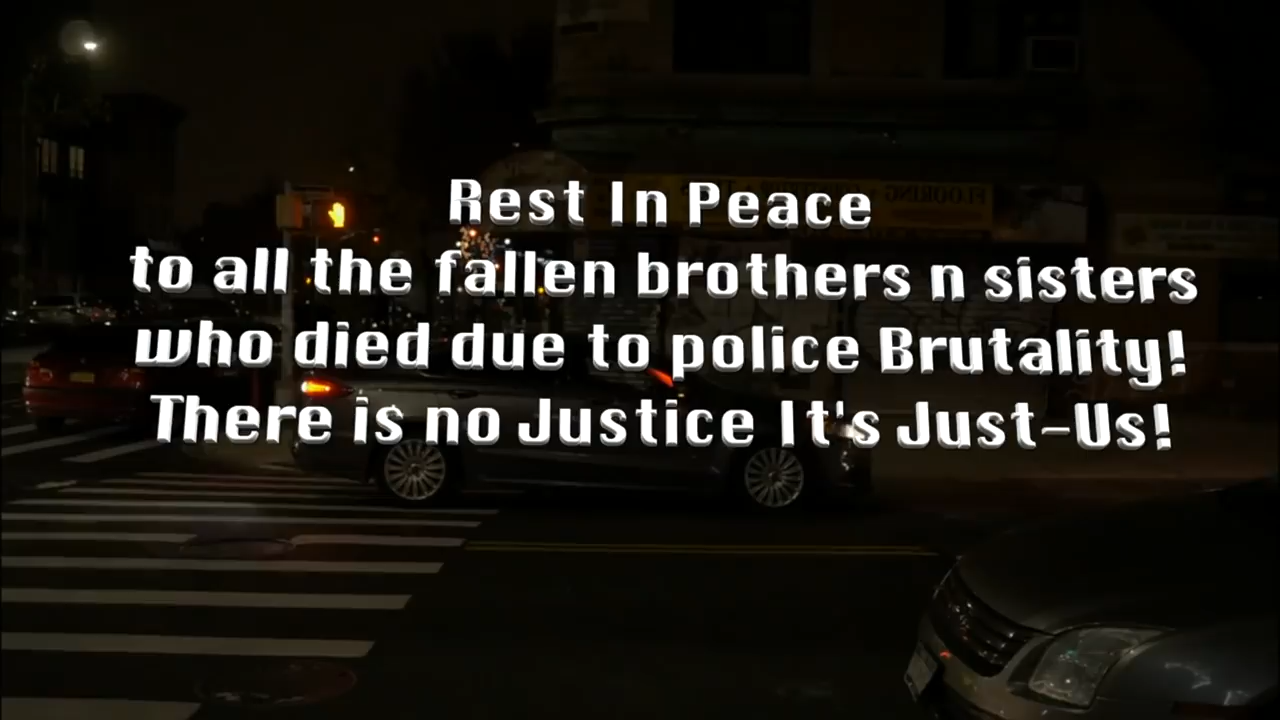 Rest In Peace
to all the fallen brothers n sisters
who died due to police Brutality!
There is no Justice It's Just-Us!
FLOORING